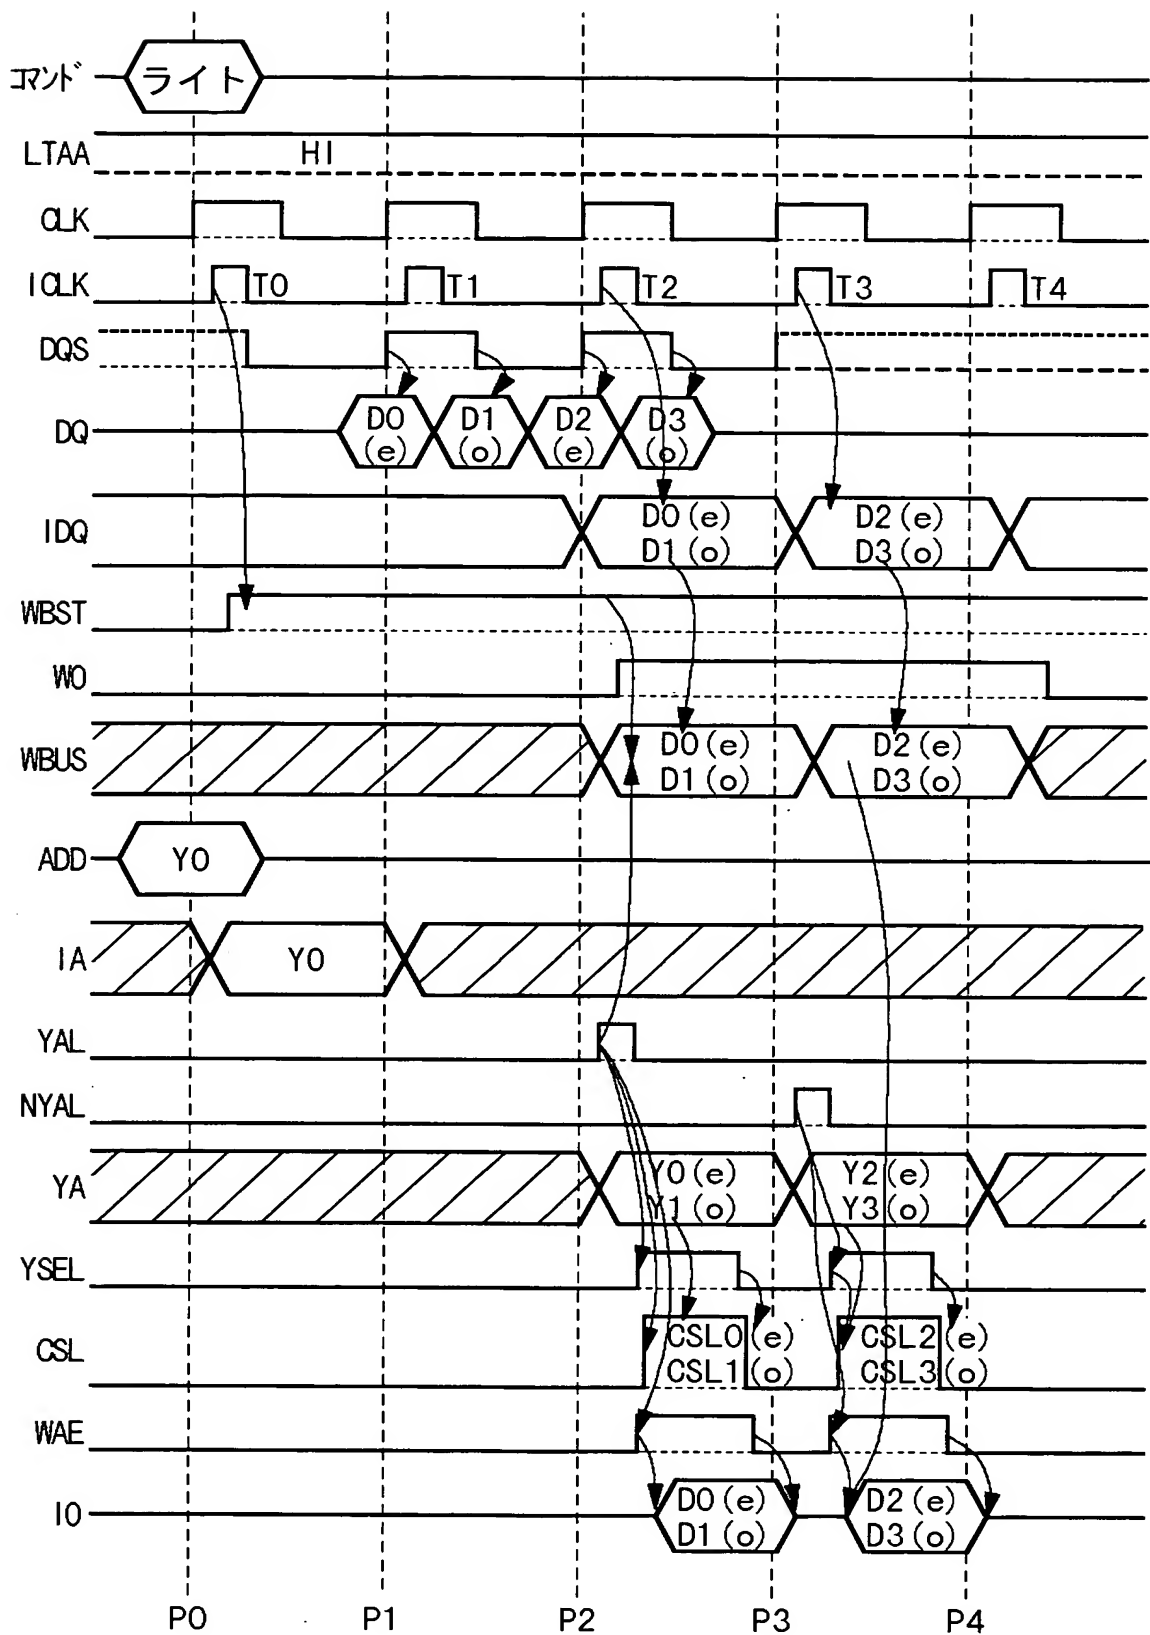 コマンド ライト
LTAA HI
CLK
ICLK T0 T1 T2 T3 T4
DQS
DQ D0 D1 D2 D3
(e) (o) (e) (o)
IDQ D0(e) D2(e)
D1(o) D3(o)
WBST
W0
WBUS D0(e) D2(e)
D1(o) D3(o)
ADD Y0
IA Y0
YAL
NYAL
YA Y0(e) Y2(e)
Y1(o) Y3(o)
YSEL
CSL CSL0(e) CSL2(e)
CSL1(o) CSL3(o)
WAE
IO D0(e) D2(e)
D1(o) D3(o)
P0 P1 P2 P3 P4